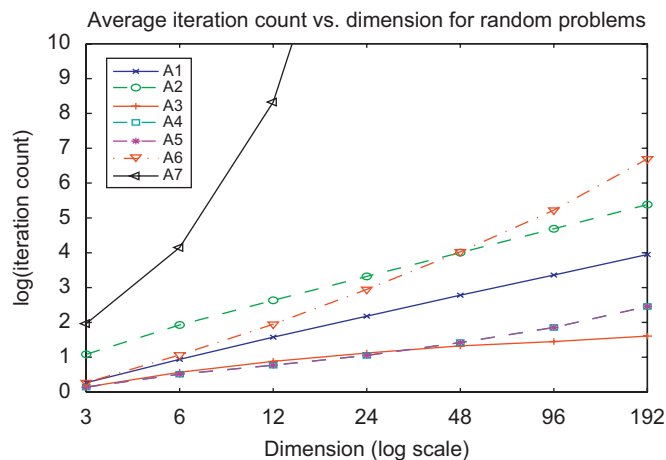 Average iteration count vs. dimension for random problems
10
9
8
7
6
5
4
3
2
1
0
log(iteration count)
A1
A2
A3
A4
A5
A6
A7
3 6 12 24 48 96 192
Dimension (log scale)